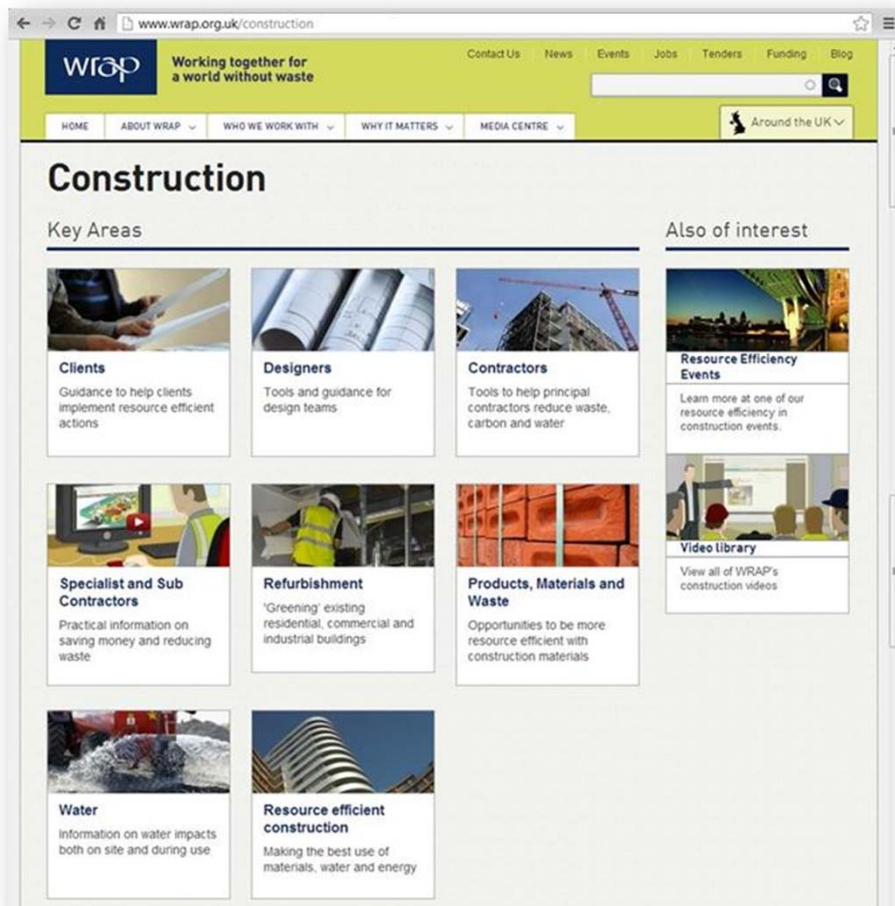 www.wrap.org.uk/construction
wrap
Working together for
a world without waste
Contact Us News Events Jobs Tenders Funding Blog
HOME ABOUT WRAP WHO WE WORK WITH WHY IT MATTERS MEDIA CENTRE
Around the UK
Construction
Key Areas
Clients
Guidance to help clients
implement resource efficient
actions
Designers
Tools and guidance for
design teams
Contractors
Tools to help principal
contractors reduce waste,
carbon and water
Specialist and Sub
Contractors
Practical information on
saving money and reducing
waste
Refurbishment
'Greening' existing
residential, commercial and
industrial buildings
Products, Materials and
Waste
Opportunities to be more
resource efficient with
construction materials
Water
Information on water impacts
both on site and during use
Resource efficient
construction
Making the best use of
materials, water and energy
Also of interest
Resource Efficiency
Events
Learn more at one of our
resource efficiency in
construction events.
Video library
View all of WRAP's
construction videos